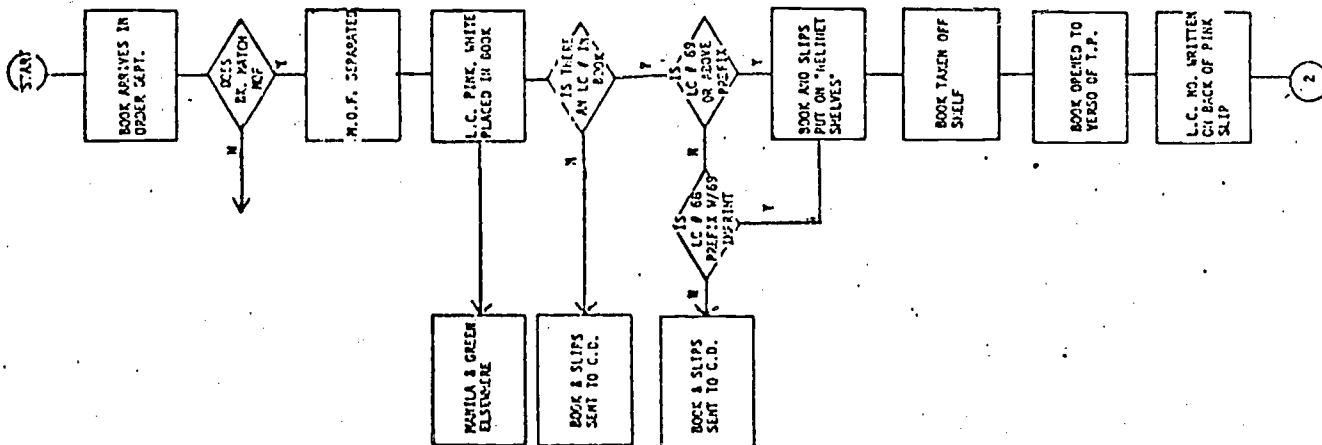 START
BOOK ARRIVES IN
ORDER DEPT.
DOES
BK. MATCH
MOF
Y
N
M.O.F. SEPARATED
L.C. PINK, WHITE
PLACED IN BOOK
MANILA & GREEN
ELSEWHERE
IS THERE
AN LC # IN
BOOK
Y
N
BOOK & SLIPS
SENT TO C.D.
IS
LC # 69
OR ABOVE
PREFIX
Y
N
IS
LC # 68
PREFIX W/69
IMPRINT
Y
N
BOOK & SLIPS
SENT TO C.D.
BOOK AND SLIPS
PUT ON "NELINET
SHELVES"
BOOK TAKEN OFF
SHELF
BOOK OPENED TO
VERSO OF T.P.
L.C. NO. WRITTEN
ON BACK OF PINK
SLIP
2